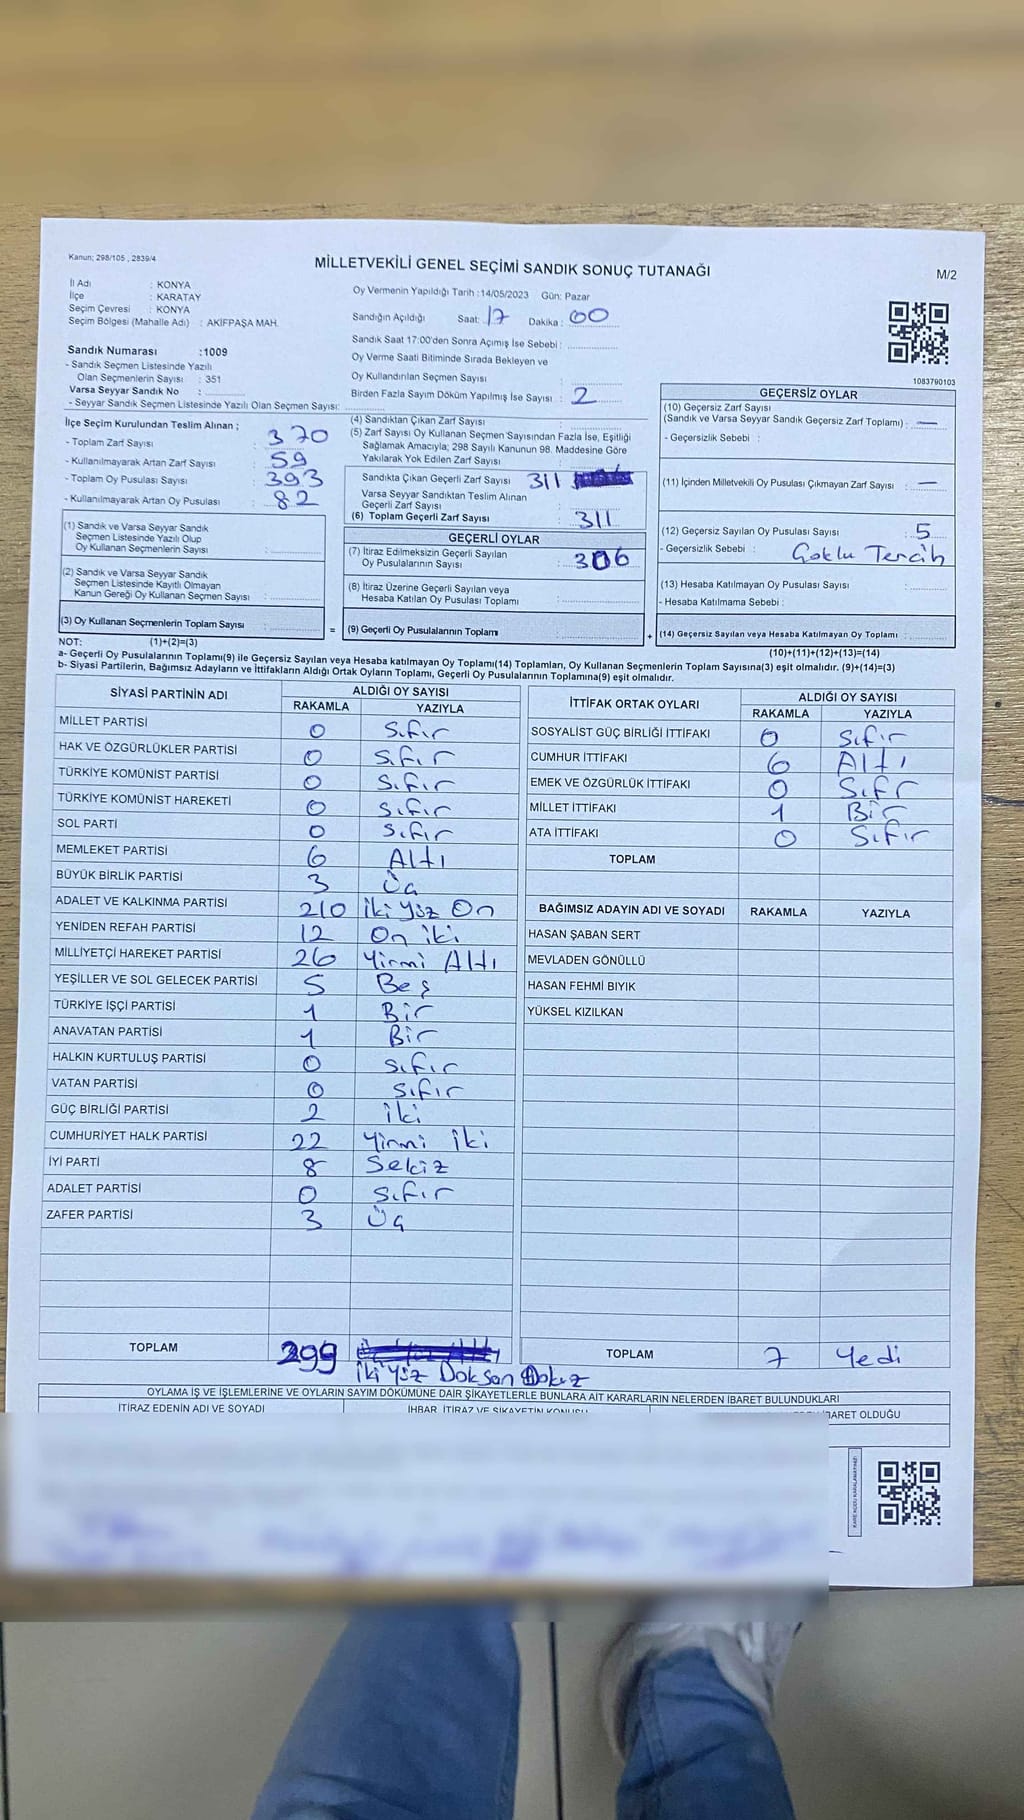 Kanun; 298/105 , 2839/4
MİLLETVEKİLİ GENEL SEÇİMİ SANDIK SONUÇ TUTANAĞI
M/2
İl Adı : KONYA
İlçe : KARATAY
Seçim Çevresi : KONYA
Seçim Bölgesi (Mahalle Adı) : AKİFPAŞA MAH.
Oy Vermenin Yapıldığı Tarih :14/05/2023 Gün: Pazar
Sandığın Açıldığı Saat: 17 Dakika : 00
Sandık Saat 17:00'den Sonra Açımış İse Sebebi :
Oy Verme Saati Bitiminde Sırada Bekleyen ve
Oy Kullandırılan Seçmen Sayısı :
Birden Fazla Sayım Döküm Yapılmış İse Sayısı : 2
1083790103
Sandık Numarası :1009
- Sandık Seçmen Listesinde Yazılı
Olan Seçmenlerin Sayısı : 351
Varsa Seyyar Sandık No :
- Seyyar Sandık Seçmen Listesinde Yazılı Olan Seçmen Sayısı:
İlçe Seçim Kurulundan Teslim Alınan ;
- Toplam Zarf Sayısı : 370
- Kullanılmayarak Artan Zarf Sayısı : 59
- Toplam Oy Pusulası Sayısı : 393
- Kullanılmayarak Artan Oy Pusulası : 82
(1) Sandık ve Varsa Seyyar Sandık
Seçmen Listesinde Yazılı Olup
Oy Kullanan Seçmenlerin Sayısı :
(2) Sandık ve Varsa Seyyar Sandık
Seçmen Listesinde Kayıtlı Olmayan
Kanun Gereği Oy Kullanan Seçmen Sayısı :
(3) Oy Kullanan Seçmenlerin Toplam Sayısı :
(4) Sandıktan Çıkan Zarf Sayısı :
(5) Zarf Sayısı Oy Kullanan Seçmen Sayısından Fazla İse, Eşitliği
Sağlamak Amacıyla; 298 Sayılı Kanunun 98. Maddesine Göre
Yakılarak Yok Edilen Zarf Sayısı :
Sandıkta Çıkan Geçerli Zarf Sayısı : 311
Varsa Seyyar Sandıktan Teslim Alınan
Geçerli Zarf Sayısı :
(6) Toplam Geçerli Zarf Sayısı : 311
GEÇERLİ OYLAR
(7) İtiraz Edilmeksizin Geçerli Sayılan
Oy Pusulalarının Sayısı : 306
(8) İtiraz Üzerine Geçerli Sayılan veya
Hesaba Katılan Oy Pusulası Toplamı :
= (9) Geçerli Oy Pusulalarının Toplamı :
GEÇERSİZ OYLAR
(10) Geçersiz Zarf Sayısı
(Sandık ve Varsa Seyyar Sandık Geçersiz Zarf Toplamı) : —
- Geçersizlik Sebebi :
(11) İçinden Milletvekili Oy Pusulası Çıkmayan Zarf Sayısı : —
(12) Geçersiz Sayılan Oy Pusulası Sayısı : 5
- Geçersizlik Sebebi : Çoklu Tercih
(13) Hesaba Katılmayan Oy Pusulası Sayısı :
- Hesaba Katılmama Sebebi :
+ (14) Geçersiz Sayılan veya Hesaba Katılmayan Oy Toplamı :
NOT: (1)+(2)=(3)
(10)+(11)+(12)+(13)=(14)
a- Geçerli Oy Pusulalarının Toplamı(9) ile Geçersiz Sayılan veya Hesaba katılmayan Oy Toplamı(14) Toplamları, Oy Kullanan Seçmenlerin Toplam Sayısına(3) eşit olmalıdır. (9)+(14)=(3)
b- Siyasi Partilerin, Bağımsız Adayların ve İttifakların Aldığı Ortak Oyların Toplamı, Geçerli Oy Pusulalarının Toplamına(9) eşit olmalıdır.
SİYASİ PARTİNİN ADI ALDIĞI OY SAYISI
RAKAMLA YAZIYLA
MİLLET PARTİSİ 0 Sıfır
HAK VE ÖZGÜRLÜKLER PARTİSİ 0 Sıfır
TÜRKİYE KOMÜNİST PARTİSİ 0 Sıfır
TÜRKİYE KOMÜNİST HAREKETİ 0 Sıfır
SOL PARTİ 0 Sıfır
MEMLEKET PARTİSİ 6 Altı
BÜYÜK BİRLİK PARTİSİ 3 Üç
ADALET VE KALKINMA PARTİSİ 210 İki Yüz On
YENİDEN REFAH PARTİSİ 12 On iki
MİLLİYETÇİ HAREKET PARTİSİ 26 Yirmi Altı
YEŞİLLER VE SOL GELECEK PARTİSİ 5 Beş
TÜRKİYE İŞÇİ PARTİSİ 1 Bir
ANAVATAN PARTİSİ 1 Bir
HALKIN KURTULUŞ PARTİSİ 0 Sıfır
VATAN PARTİSİ 0 Sıfır
GÜÇ BİRLİĞİ PARTİSİ 2 iki
CUMHURİYET HALK PARTİSİ 22 Yirmi iki
İYİ PARTİ 8 Sekiz
ADALET PARTİSİ 0 Sıfır
ZAFER PARTİSİ 3 Üç
TOPLAM 299
İki Yüz Doksan Dokuz
İTTİFAK ORTAK OYLARI ALDIĞI OY SAYISI
RAKAMLA YAZIYLA
SOSYALİST GÜÇ BİRLİĞİ İTTİFAKI 0 Sıfır
CUMHUR İTTİFAKI 6 Altı
EMEK VE ÖZGÜRLÜK İTTİFAKI 0 Sıfr
MİLLET İTTİFAKI 1 Bir
ATA İTTİFAKI 0 Sıfır
TOPLAM
BAĞIMSIZ ADAYIN ADI VE SOYADI RAKAMLA YAZIYLA
HASAN ŞABAN SERT
MEVLADEN GÖNÜLLÜ
HASAN FEHMİ BIYIK
YÜKSEL KIZILKAN
TOPLAM 7 Yedi
OYLAMA İŞ VE İŞLEMLERİNE VE OYLARIN SAYIM DÖKÜMÜNE DAİR ŞİKAYETLERLE BUNLARA AİT KARARLARIN NELERDEN İBARET BULUNDUKLARI
İTİRAZ EDENİN ADI VE SOYADI İHBAR, İTİRAZ VE ŞİKAYETİN KONUSU İBARET OLDUĞU